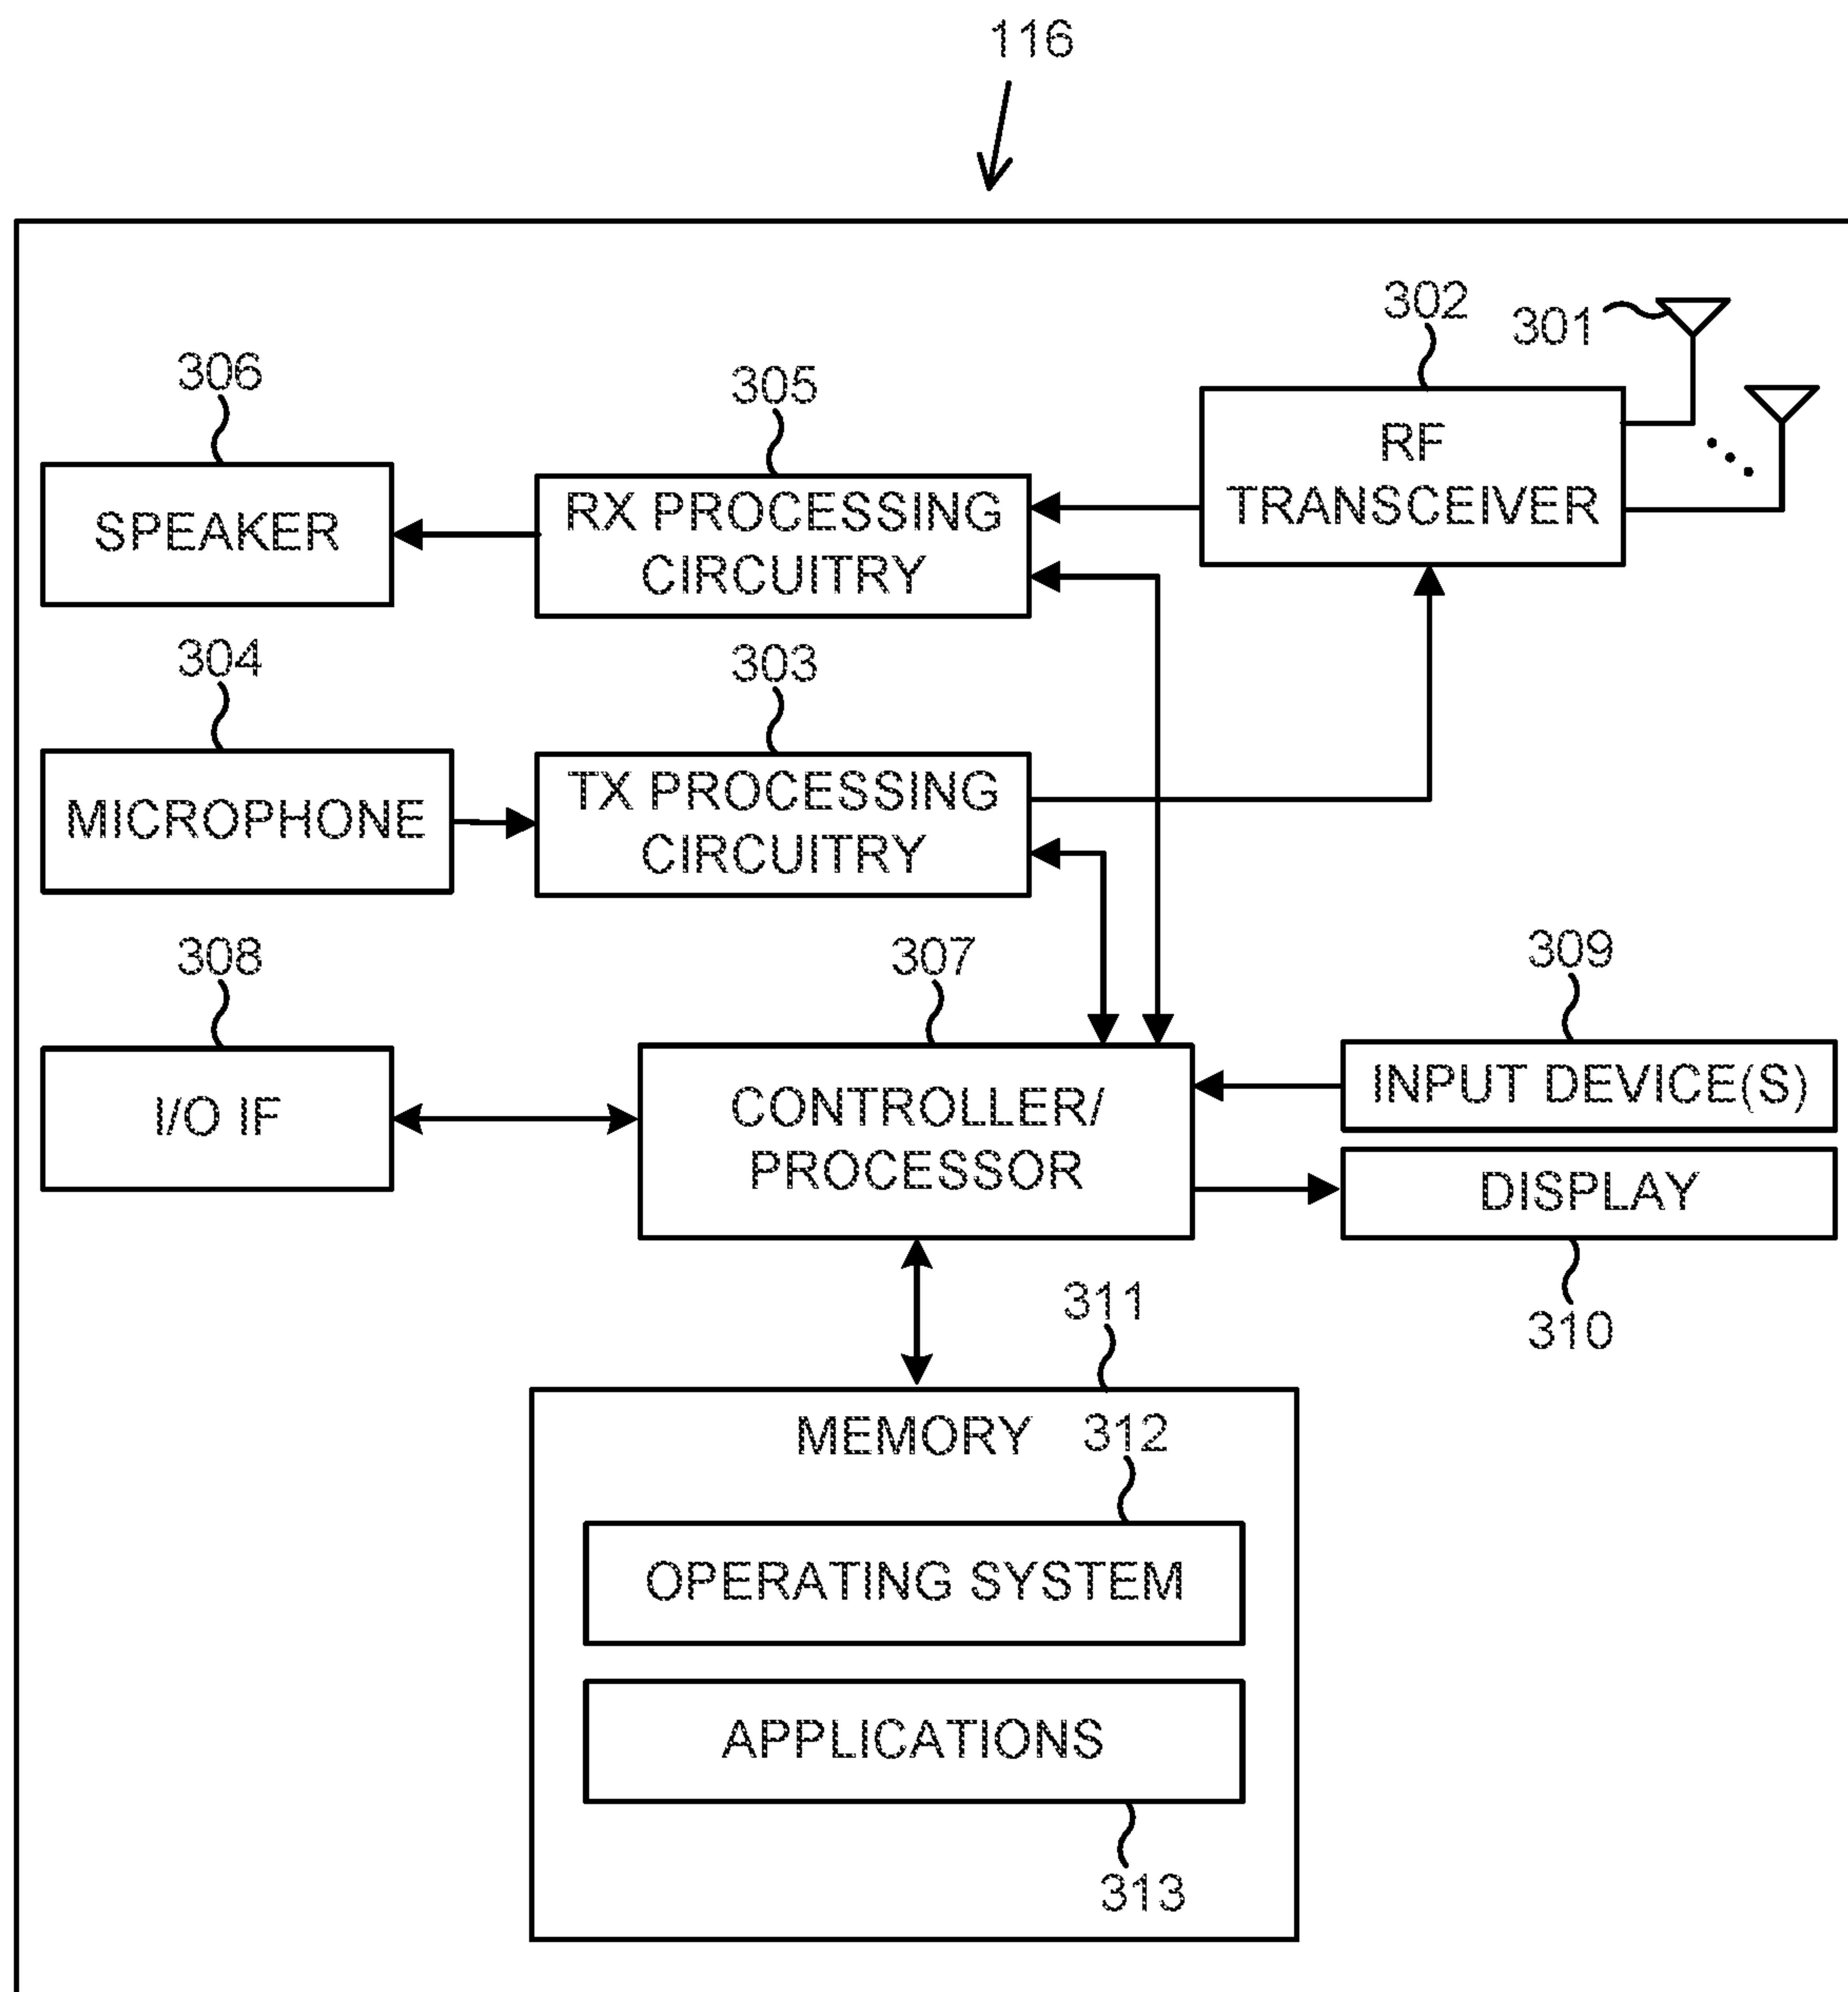 116
302
301
306
305
RF
TRANSCEIVER
SPEAKER
RX PROCESSING
CIRCUITRY
304
303
MICROPHONE
TX PROCESSING
CIRCUITRY
308
307
309
I/O IF
CONTROLLER/
PROCESSOR
INPUT DEVICE(S)
DISPLAY
310
311
MEMORY
312
OPERATING SYSTEM
APPLICATIONS
313